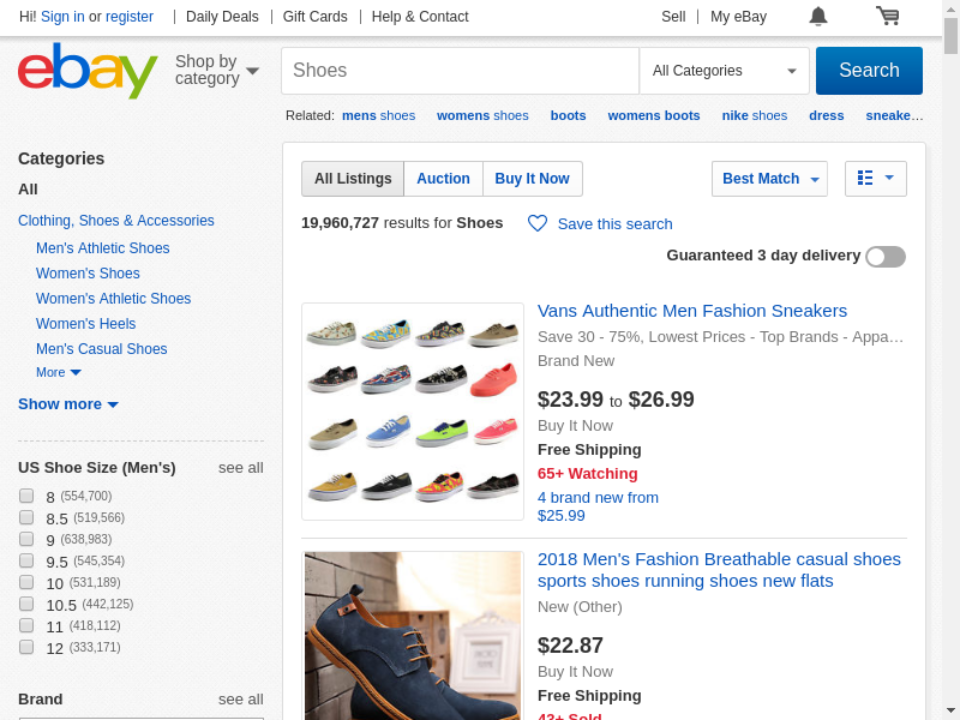 Hi! Sign in or register | Daily Deals | Gift Cards | Help & Contact Sell | My eBay
ebay
Shop by
category
Shoes
All Categories
Search
Related: mens shoes womens shoes boots womens boots nike shoes dress sneake…
Categories
All
Clothing, Shoes & Accessories
Men's Athletic Shoes
Women's Shoes
Women's Athletic Shoes
Women's Heels
Men's Casual Shoes
More
Show more
US Shoe Size (Men's) see all
8 (554,700)
8.5 (519,566)
9 (638,983)
9.5 (545,354)
10 (531,189)
10.5 (442,125)
11 (418,112)
12 (333,171)
Brand see all
All Listings Auction Buy It Now Best Match
19,960,727 results for Shoes Save this search
Guaranteed 3 day delivery
Vans Authentic Men Fashion Sneakers
Save 30 - 75%, Lowest Prices - Top Brands - Appa…
Brand New
$23.99 to $26.99
Buy It Now
Free Shipping
65+ Watching
4 brand new from
$25.99
2018 Men's Fashion Breathable casual shoes
sports shoes running shoes new flats
New (Other)
$22.87
Buy It Now
Free Shipping
43+ Sold